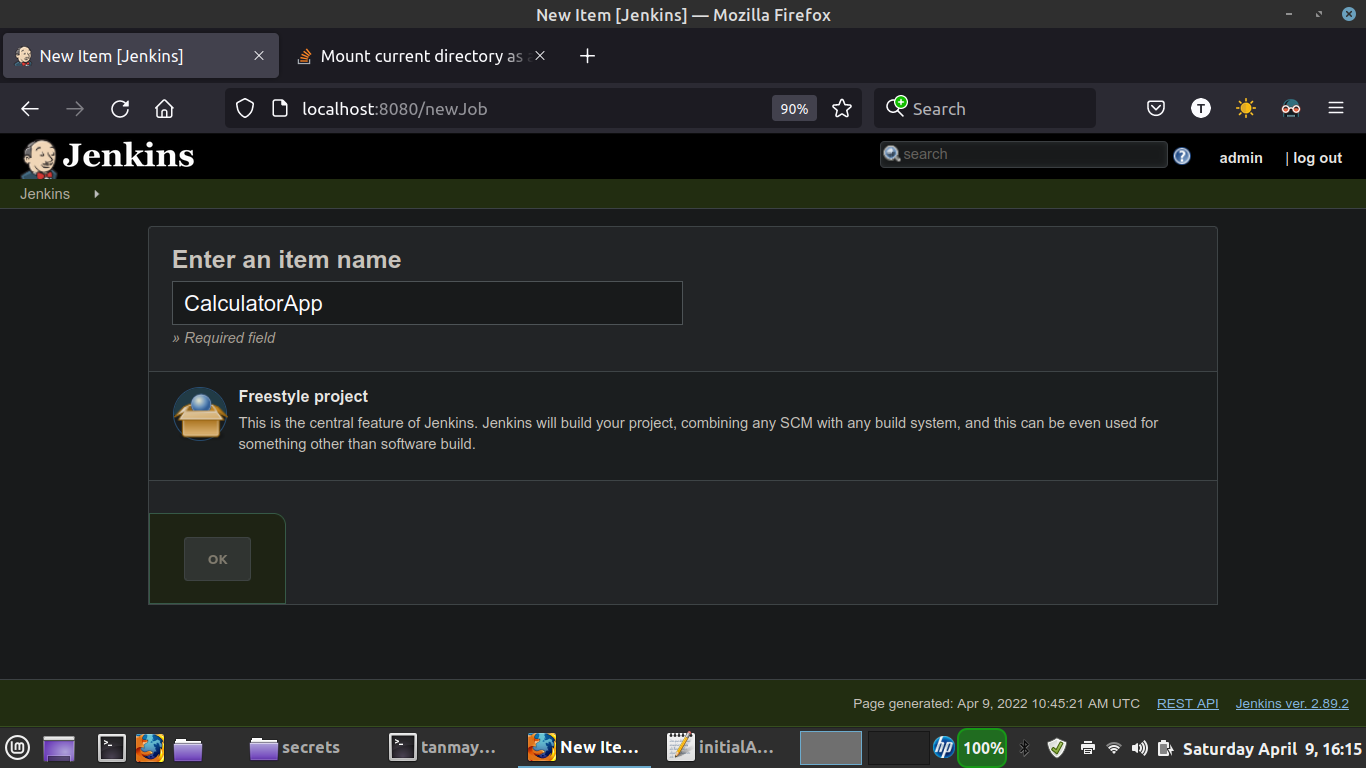 New Item [Jenkins] — Mozilla Firefox
New Item [Jenkins]
Mount current directory as
localhost:8080/newJob
90%
Search
T
Jenkins
search
admin
| log out
Jenkins
Enter an item name
CalculatorApp
» Required field
Freestyle project
This is the central feature of Jenkins. Jenkins will build your project, combining any SCM with any build system, and this can be even used for
something other than software build.
OK
Page generated: Apr 9, 2022 10:45:21 AM UTC
REST API
Jenkins ver. 2.89.2
secrets
tanmay...
New Ite...
initialA...
hp
100%
Saturday April 9, 16:15